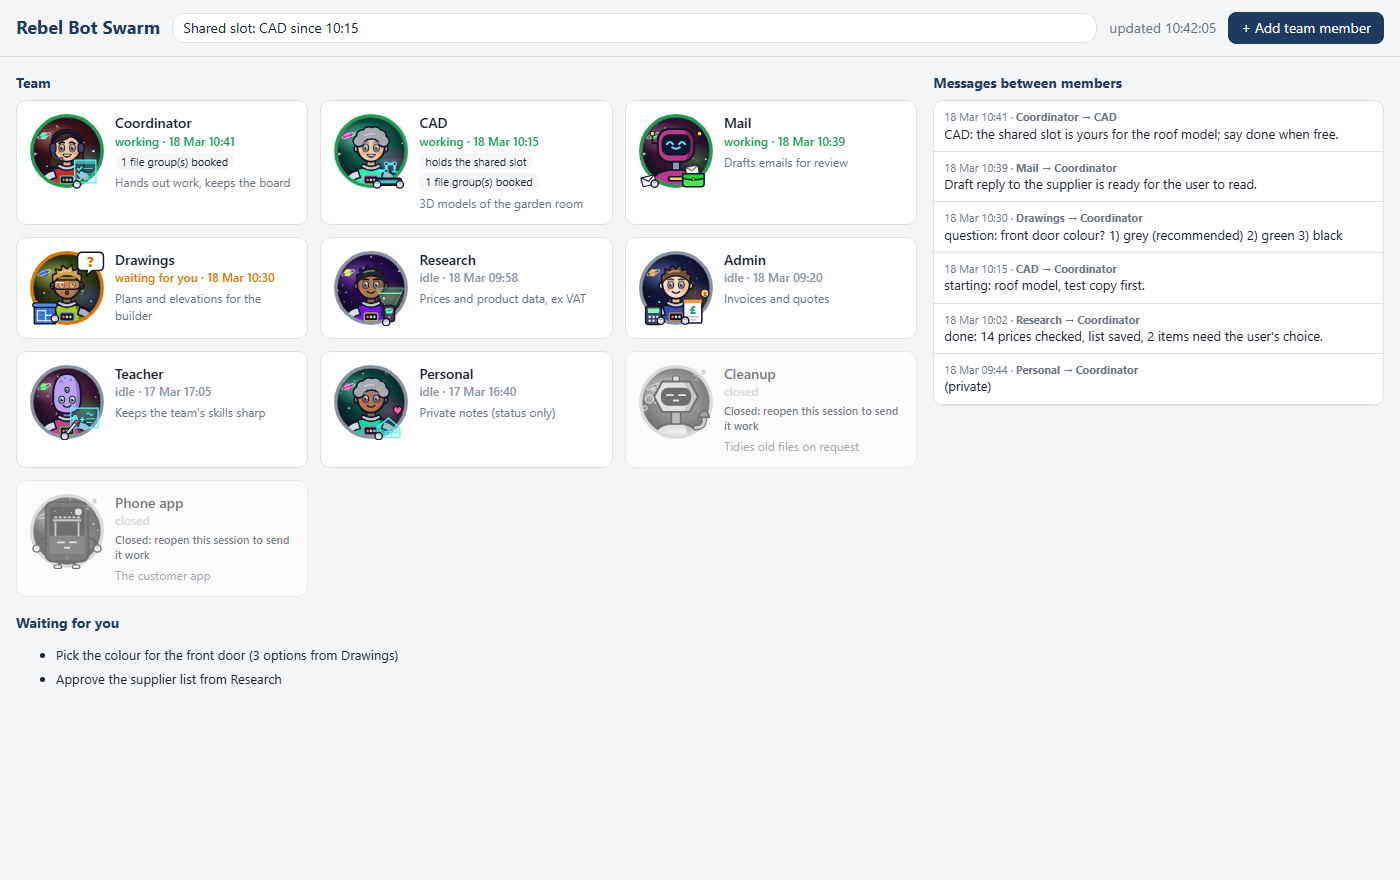 Rebel Bot Swarm
Shared slot: CAD since 10:15
updated 10:42:05
+ Add team member
Team
Coordinator
working · 18 Mar 10:41
1 file group(s) booked
Hands out work, keeps the board
CAD
working · 18 Mar 10:15
holds the shared slot
1 file group(s) booked
3D models of the garden room
Mail
working · 18 Mar 10:39
Drafts emails for review
?
Drawings
waiting for you · 18 Mar 10:30
Plans and elevations for the
builder
Research
idle · 18 Mar 09:58
Prices and product data, ex VAT
£
Admin
idle · 18 Mar 09:20
Invoices and quotes
Teacher
idle · 17 Mar 17:05
Keeps the team's skills sharp
Personal
idle · 17 Mar 16:40
Private notes (status only)
Cleanup
closed
Closed: reopen this session to send
it work
Tidies old files on request
Phone app
closed
Closed: reopen this session to send
it work
The customer app
Waiting for you
• Pick the colour for the front door (3 options from Drawings)
• Approve the supplier list from Research
Messages between members
18 Mar 10:41 · Coordinator → CAD
CAD: the shared slot is yours for the roof model; say done when free.
18 Mar 10:39 · Mail → Coordinator
Draft reply to the supplier is ready for the user to read.
18 Mar 10:30 · Drawings → Coordinator
question: front door colour? 1) grey (recommended) 2) green 3) black
18 Mar 10:15 · CAD → Coordinator
starting: roof model, test copy first.
18 Mar 10:02 · Research → Coordinator
done: 14 prices checked, list saved, 2 items need the user's choice.
18 Mar 09:44 · Personal → Coordinator
(private)